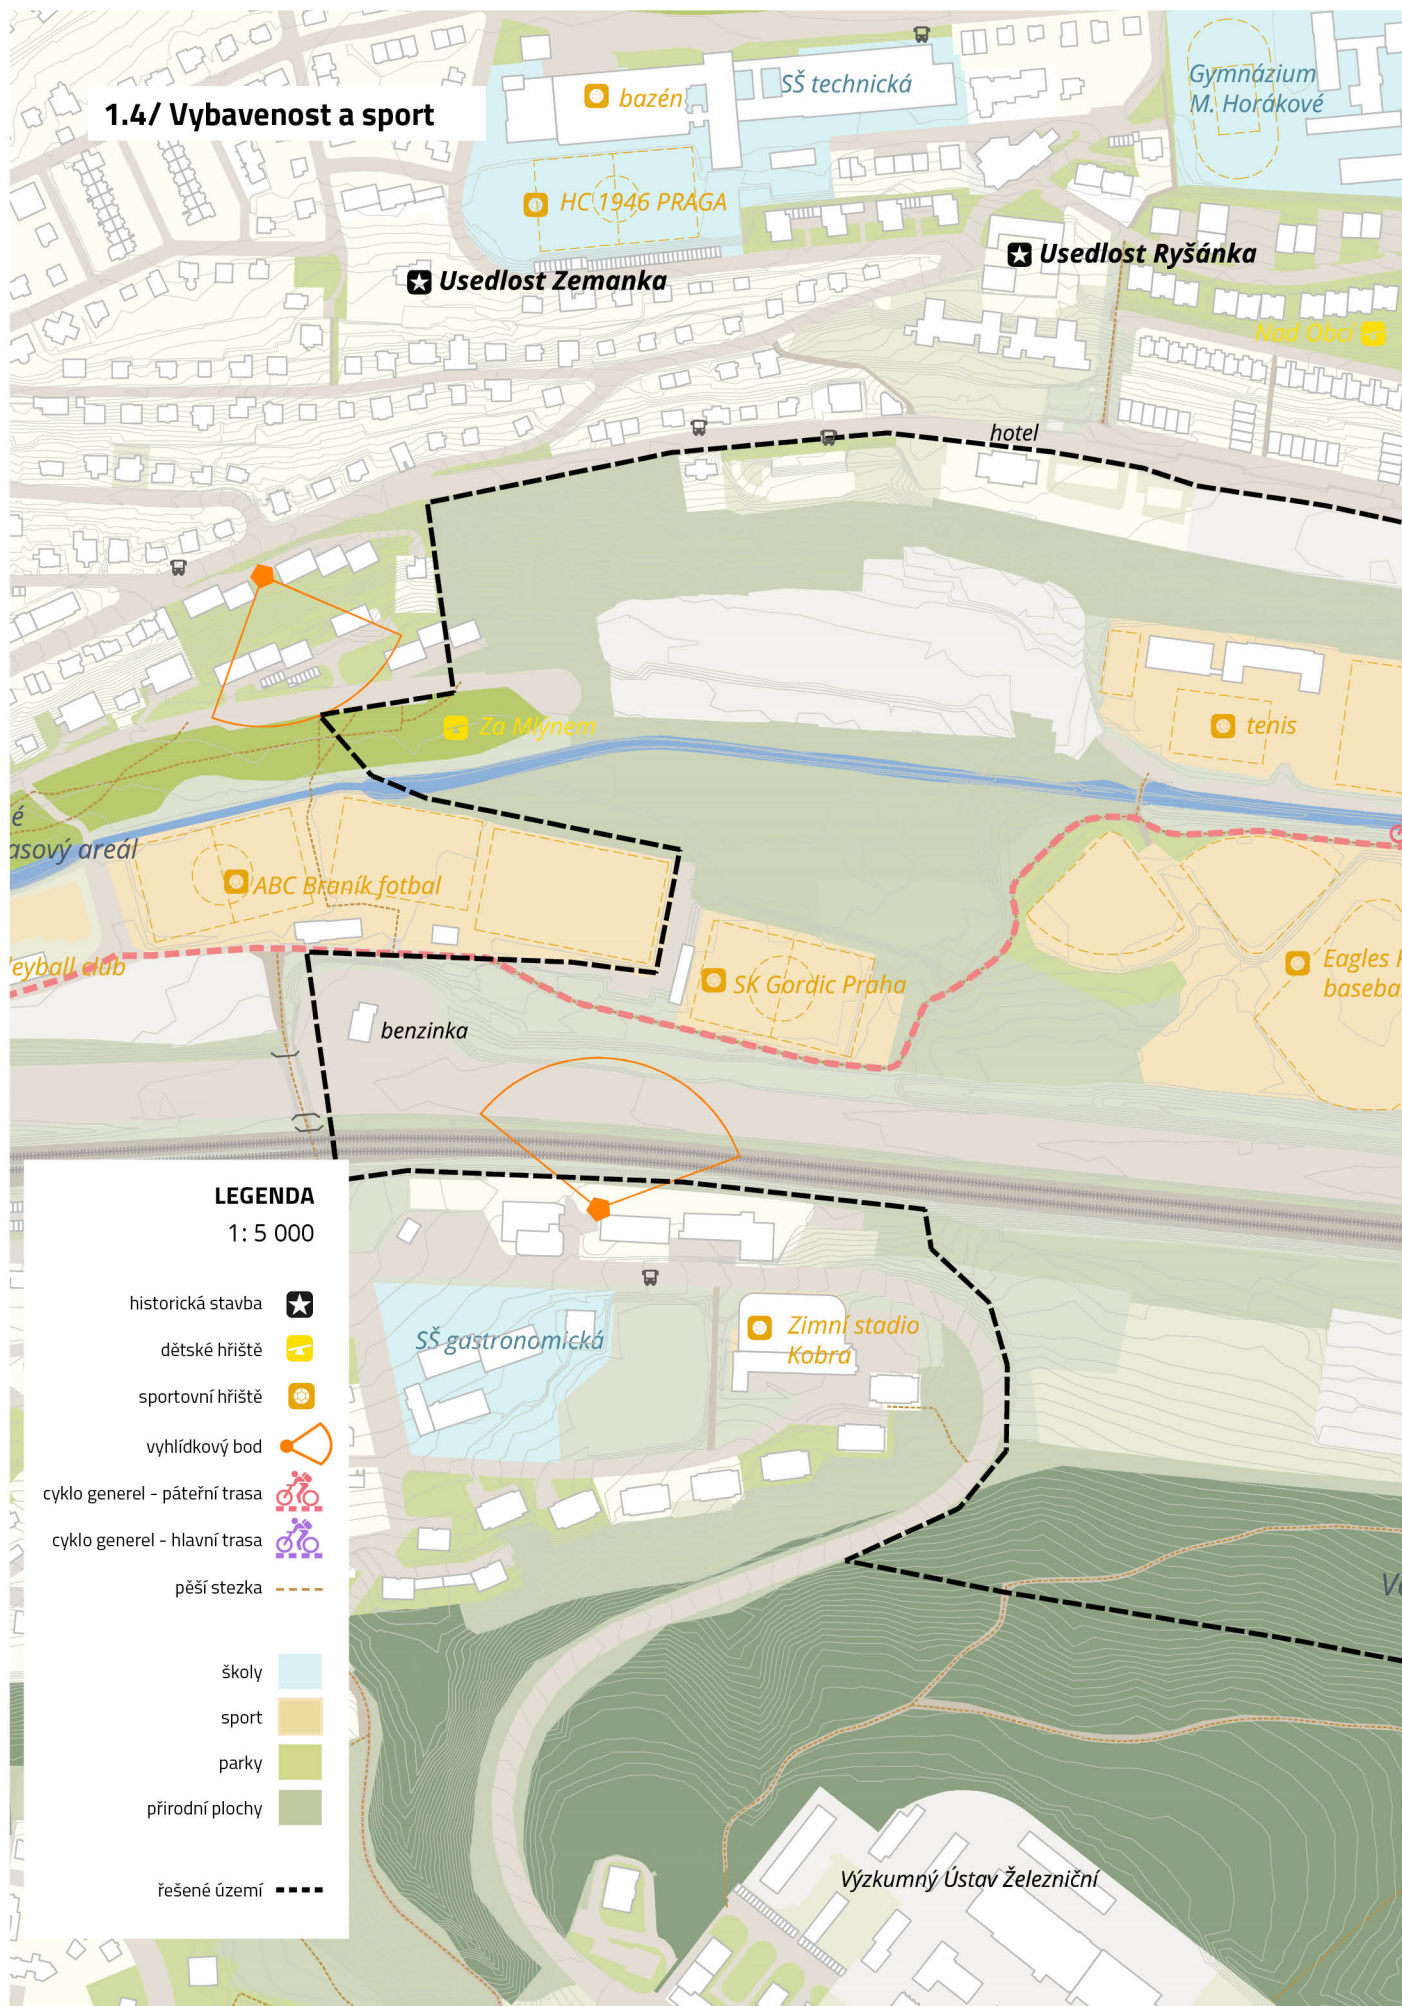 1.4/ Vybavenost a sport
bazén
SŠ technická
Gymnázium
M. Horákové
HC 1946 PRAGA
Usedlost Zemanka
Usedlost Ryšánka
Nad Obcí
hotel
Za Mlýnem
tenis
é
asový areál
ABC Braník fotbal
leyball club
SK Gordic Praha
Eagles
baseba
benzinka
SŠ gastronomická
Zimní stadio
Kobra
Výzkumný Ústav Železniční
LEGENDA
1: 5 000
historická stavba
dětské hřiště
sportovní hřiště
vyhlídkový bod
cyklo generel - páteřní trasa
cyklo generel - hlavní trasa
pěší stezka
školy
sport
parky
přirodní plochy
řešené území